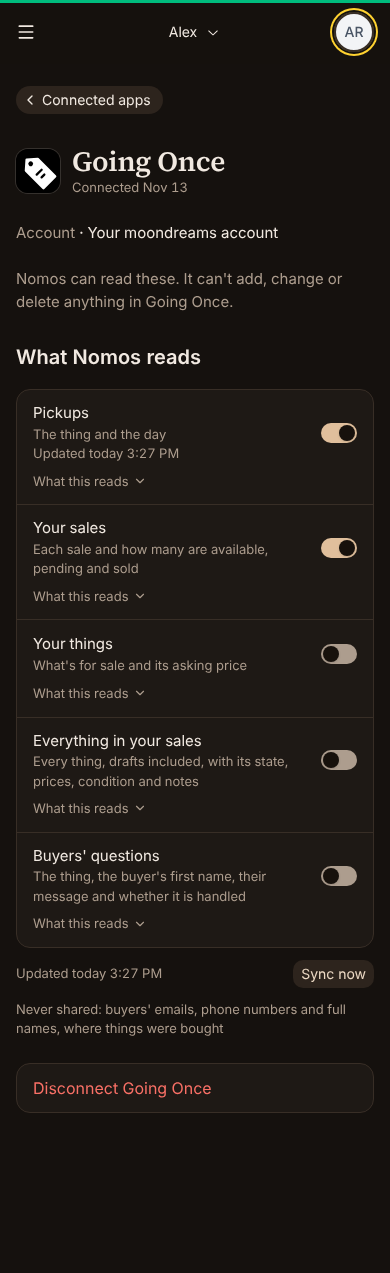 Alex
AR
Connected apps
Going Once
Connected Nov 13
Account · Your moondreams account
Nomos can read these. It can't add, change or
delete anything in Going Once.
What Nomos reads
Pickups
The thing and the day
Updated today 3:27 PM
What this reads
Your sales
Each sale and how many are available,
pending and sold
What this reads
Your things
What's for sale and its asking price
What this reads
Everything in your sales
Every thing, drafts included, with its state,
prices, condition and notes
What this reads
Buyers' questions
The thing, the buyer's first name, their
message and whether it is handled
What this reads
Updated today 3:27 PM
Sync now
Never shared: buyers' emails, phone numbers and full
names, where things were bought
Disconnect Going Once